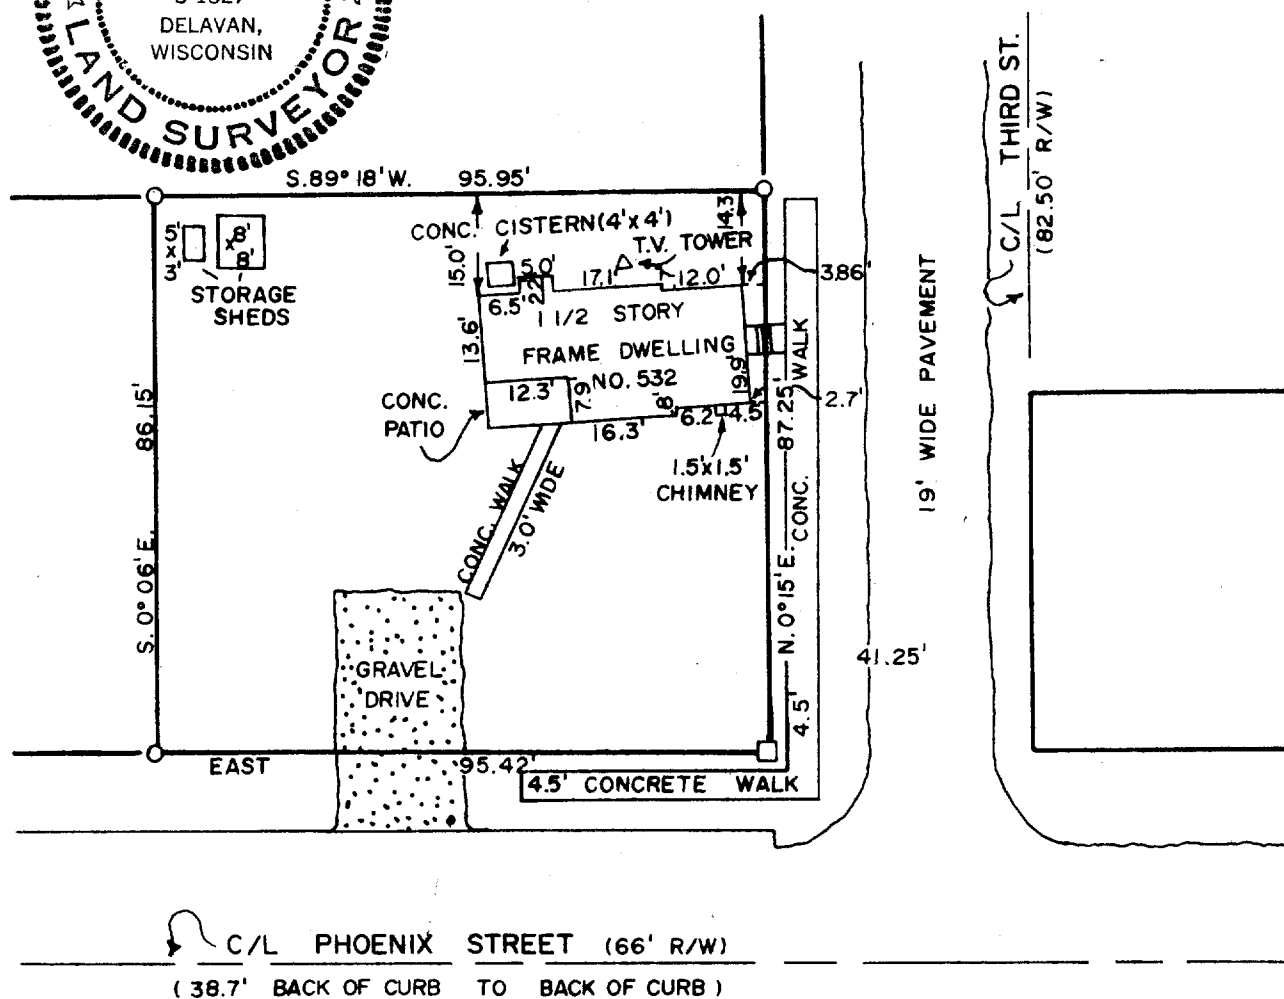 DELAVAN,
WISCONSIN
LAND SURVEYOR
S.89° 18'W. 95.95'
C/L THIRD ST.
(82.50' R/W)
5'
x
3'
x8'
8'
STORAGE
SHEDS
CONC. CISTERN(4'x4')
T.V. TOWER
15.0'
14.3'
5.0'
17.1'
12.0'
3.86'
6.5'
2.2'
1 1/2 STORY
FRAME DWELLING
NO. 532
13.6'
19.9'
12.3'
7.9'
8'
16.3'
6.2'
4.5'
2.7'
CONC.
PATIO
1.5'x1.5'
CHIMNEY
CONC. WALK
3.0' WIDE
S. 0° 06' E. 86.15'
N. 0° 15' E. 87.25'
CONC. WALK
4.5'
19' WIDE PAVEMENT
41.25'
GRAVEL
DRIVE
EAST 95.42'
4.5' CONCRETE WALK
C/L PHOENIX STREET (66' R/W)
(38.7' BACK OF CURB TO BACK OF CURB)